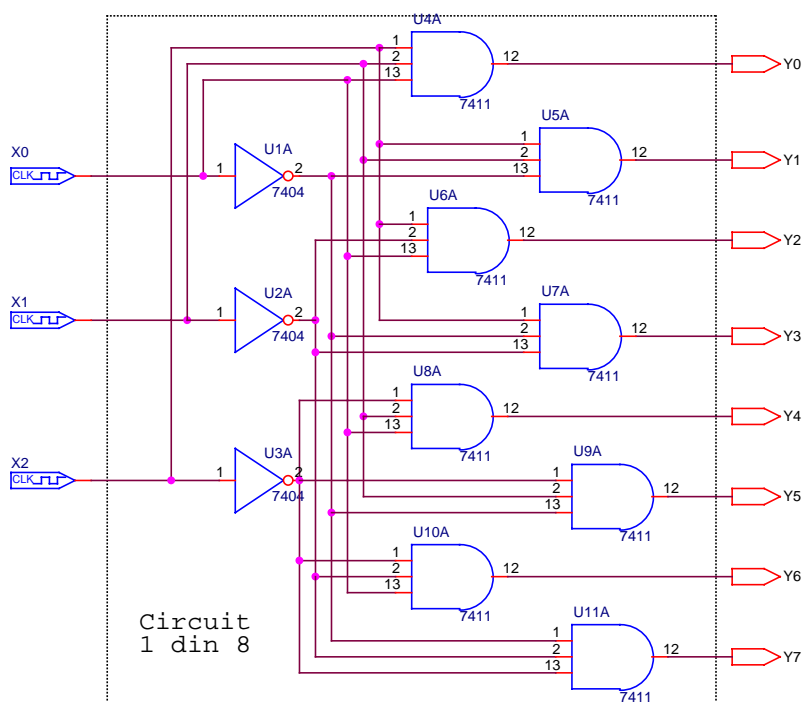 U4A
1
2
13
12
7411
Y0
X0
CLK
1
U1A
2
7404
U5A
1
2
13
12
7411
Y1
U6A
1
2
13
12
7411
Y2
X1
CLK
1
U2A
2
7404
U7A
1
2
13
12
7411
Y3
U8A
1
2
13
12
7411
Y4
X2
CLK
1
U3A
2
7404
U9A
1
2
13
12
7411
Y5
U10A
1
2
13
12
7411
Y6
U11A
1
2
13
12
7411
Y7
Circuit
1 din 8